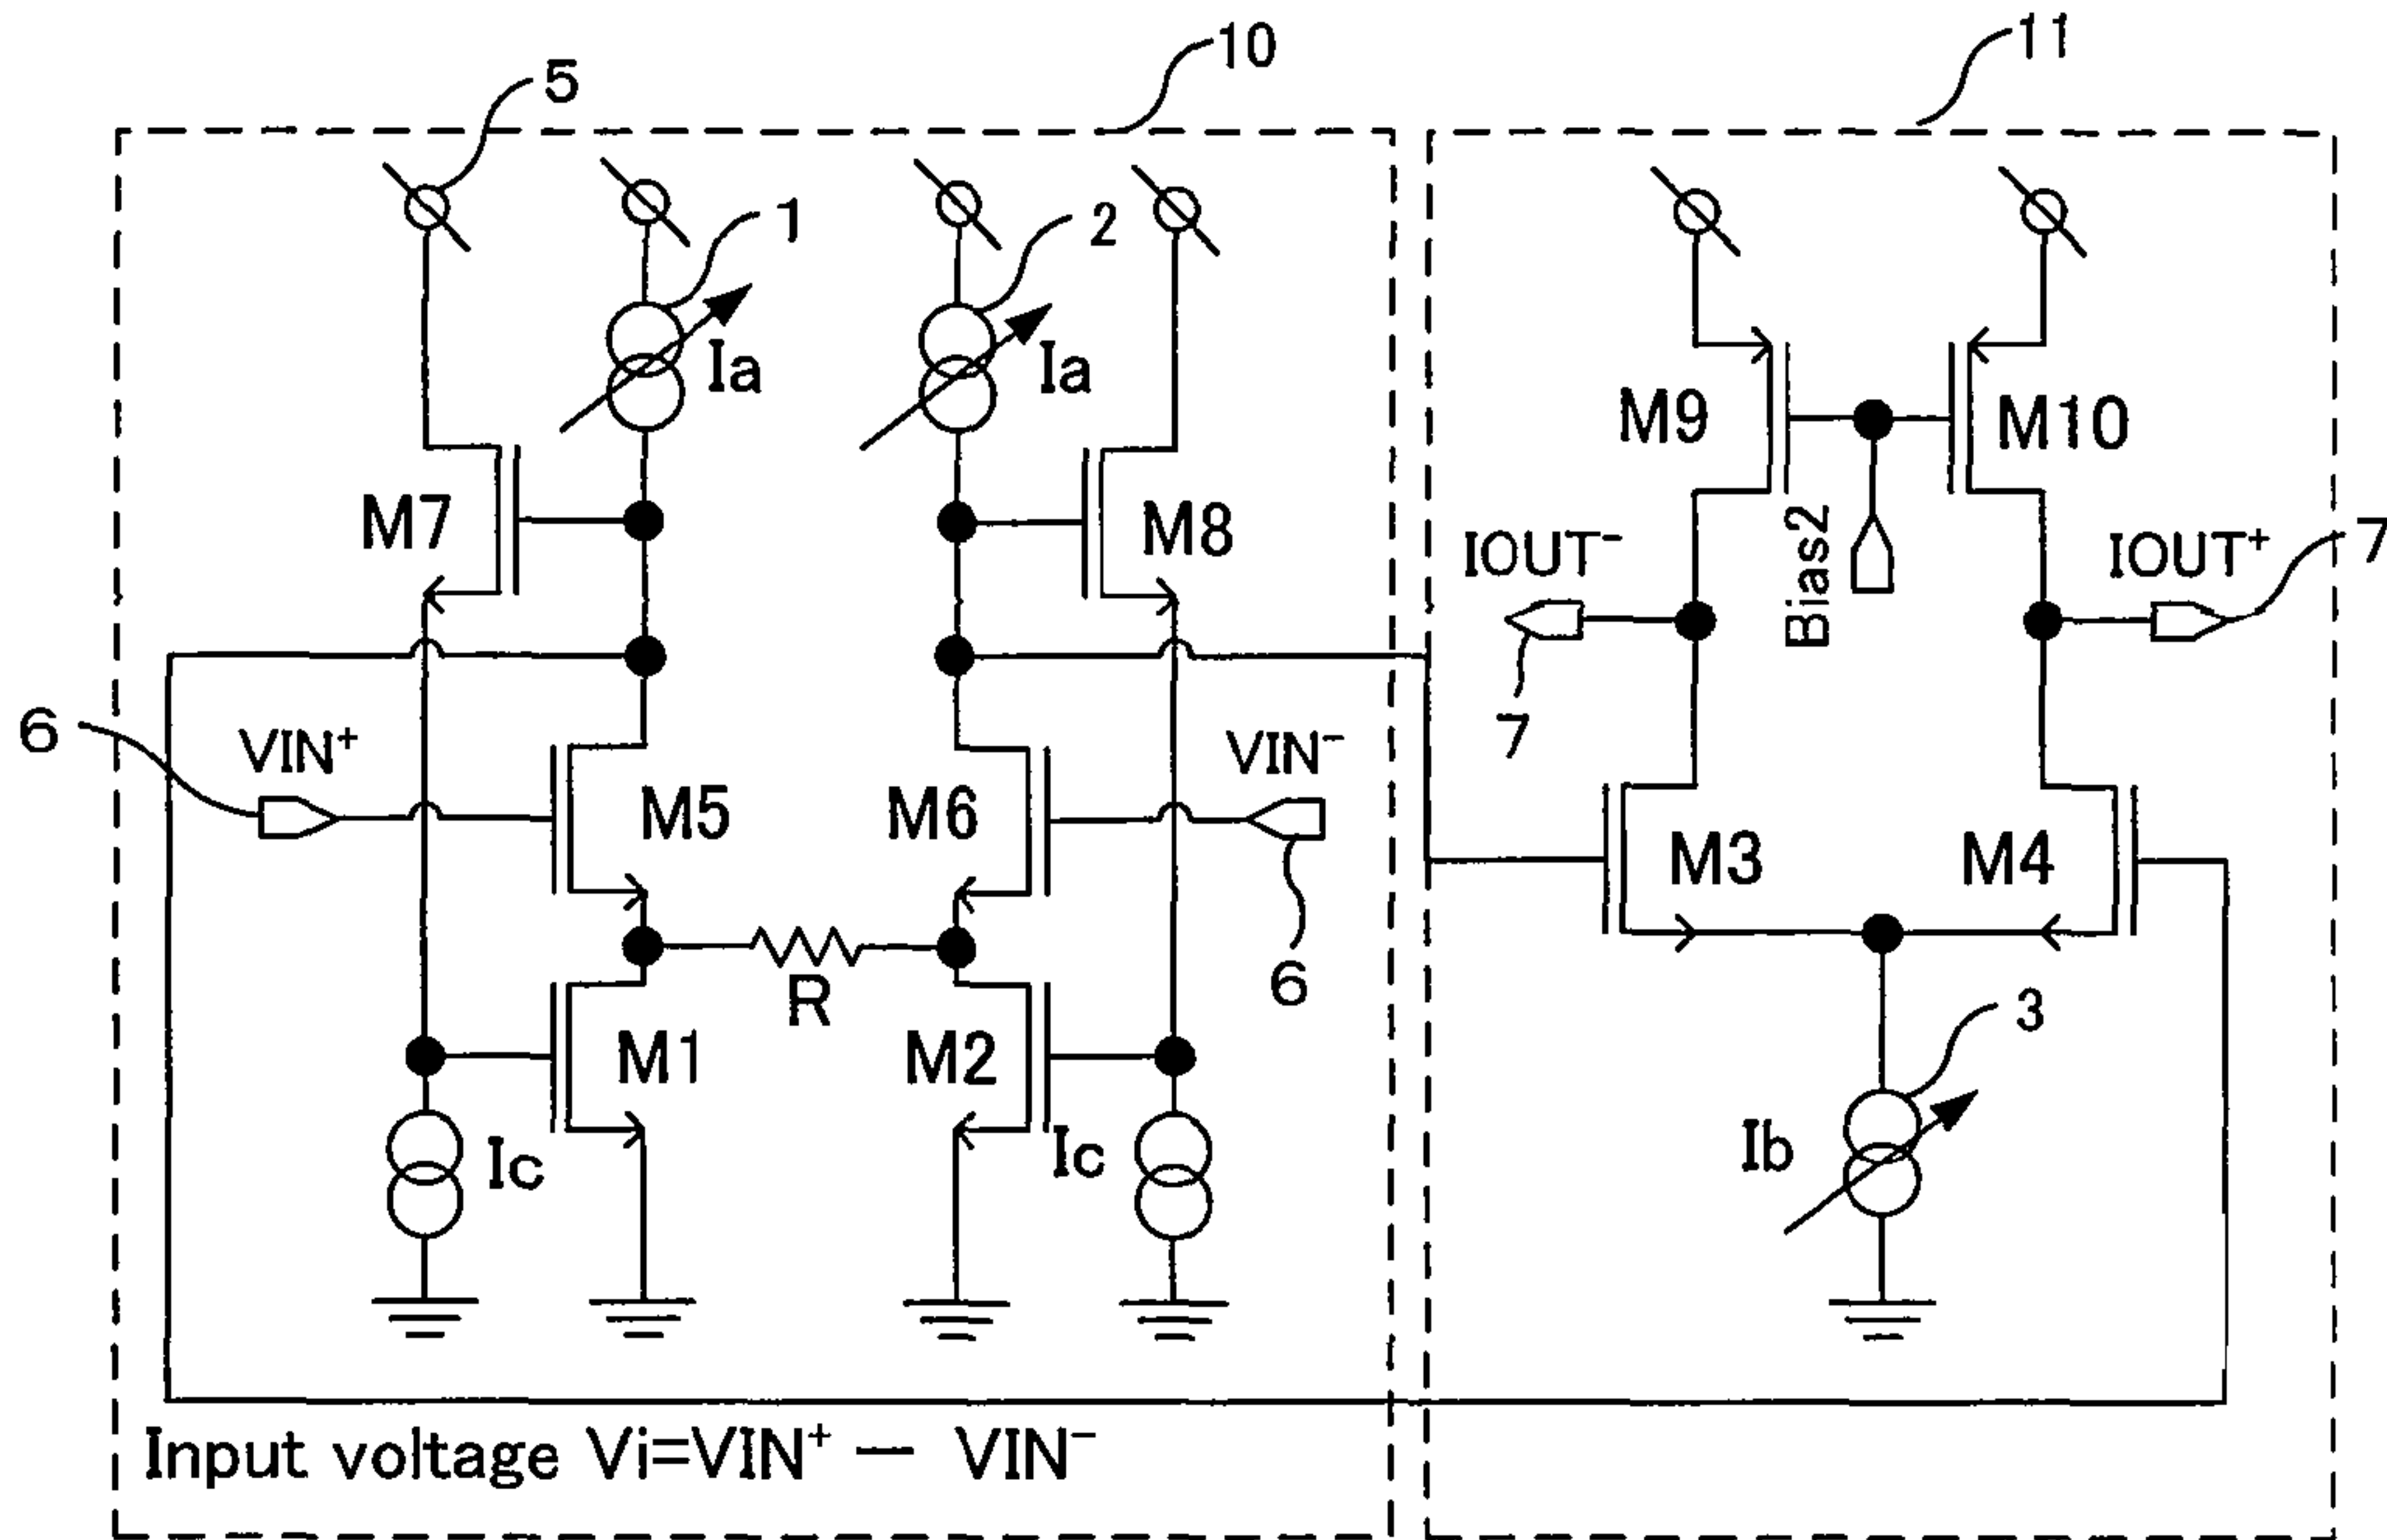 10
11
5
1
2
Ia
Ia
M9
M10
M7
M8
Bias2
IOUT⁻
IOUT⁺
7
7
6
VIN⁺
VIN⁻
M5
M6
M3
M4
6
R
M1
M2
3
Ic
Ic
Ib
Input voltage Vi=VIN⁺ — VIN⁻